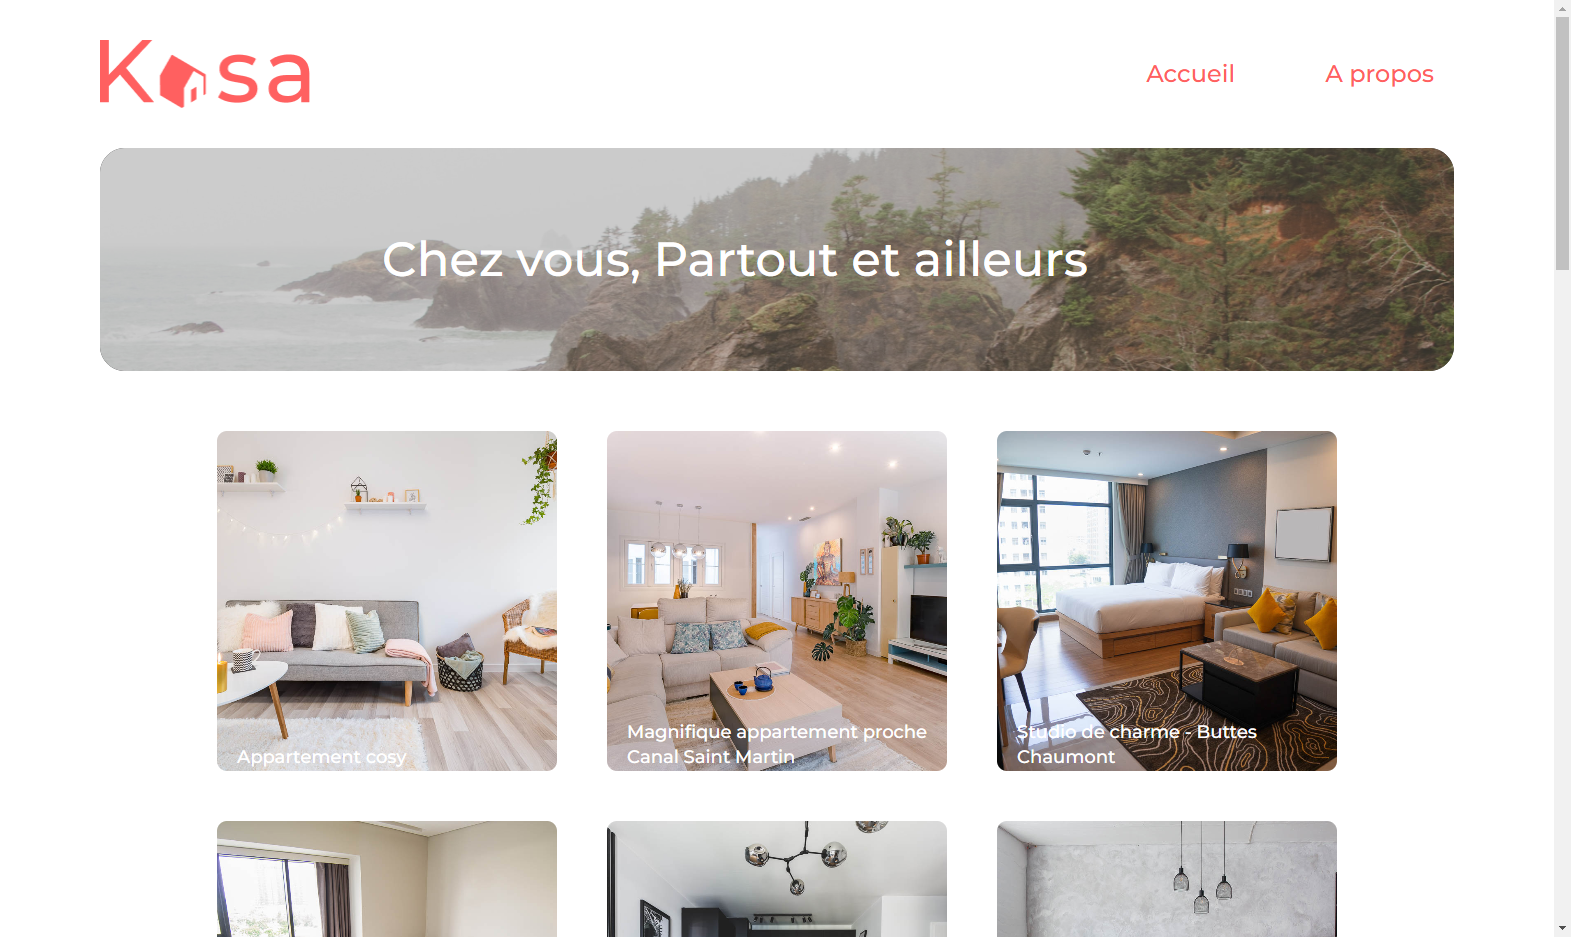 Kasa
Accueil
A propos
Chez vous, Partout et ailleurs
Appartement cosy
Magnifique appartement proche
Canal Saint Martin
Studio de charme - Buttes
Chaumont